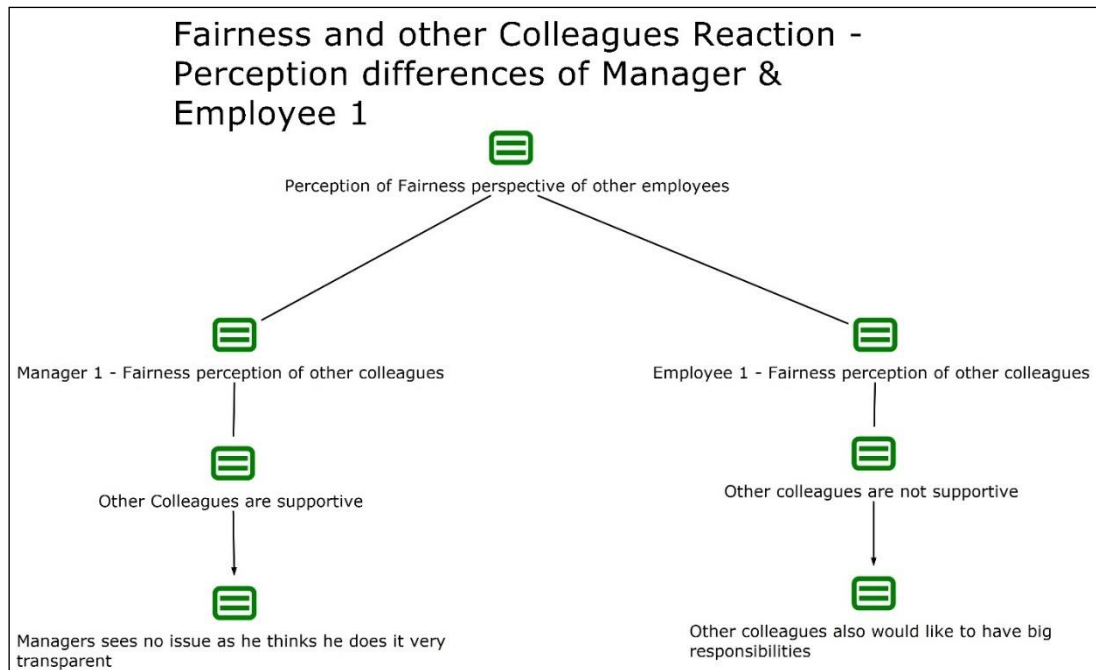 Fairness and other Colleagues Reaction -
Perception differences of Manager &
Employee 1
Perception of Fairness perspective of other employees
Manager 1 - Fairness perception of other colleagues
Employee 1 - Fairness perception of other colleagues
Other Colleagues are supportive
Other colleagues are not supportive
Managers sees no issue as he thinks he does it very
transparent
Other colleagues also would like to have big
responsibilities